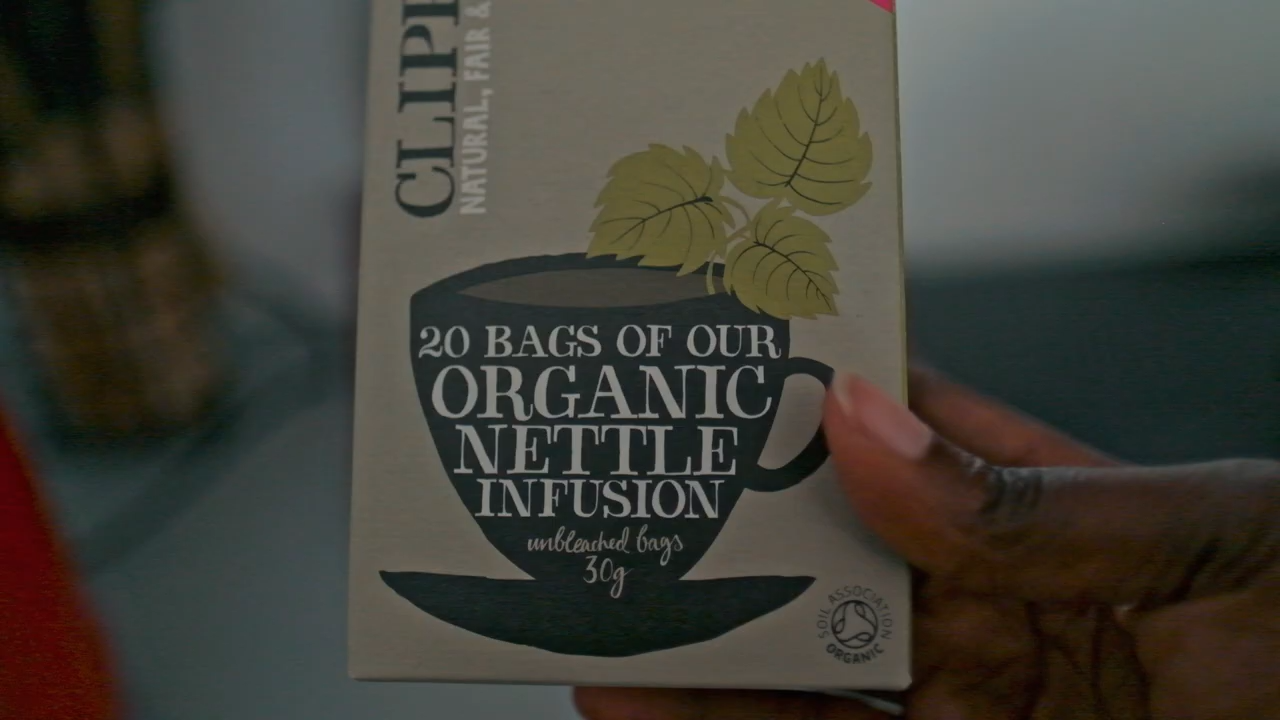 NATURAL, FAIR &
20 BAGS OF OUR
ORGANIC
NETTLE
INFUSION
unbleached bags
30g
SOIL ASSOCIATION
ORGANIC